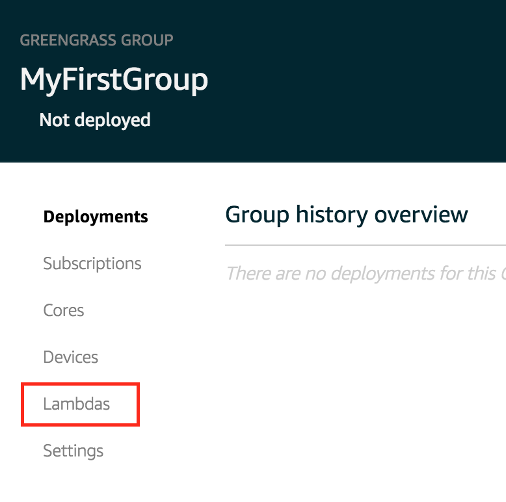 GREENGRASS GROUP
MyFirstGroup
Not deployed
Deployments
Subscriptions
Cores
Devices
Lambdas
Settings
Group history overview
There are no deployments for this